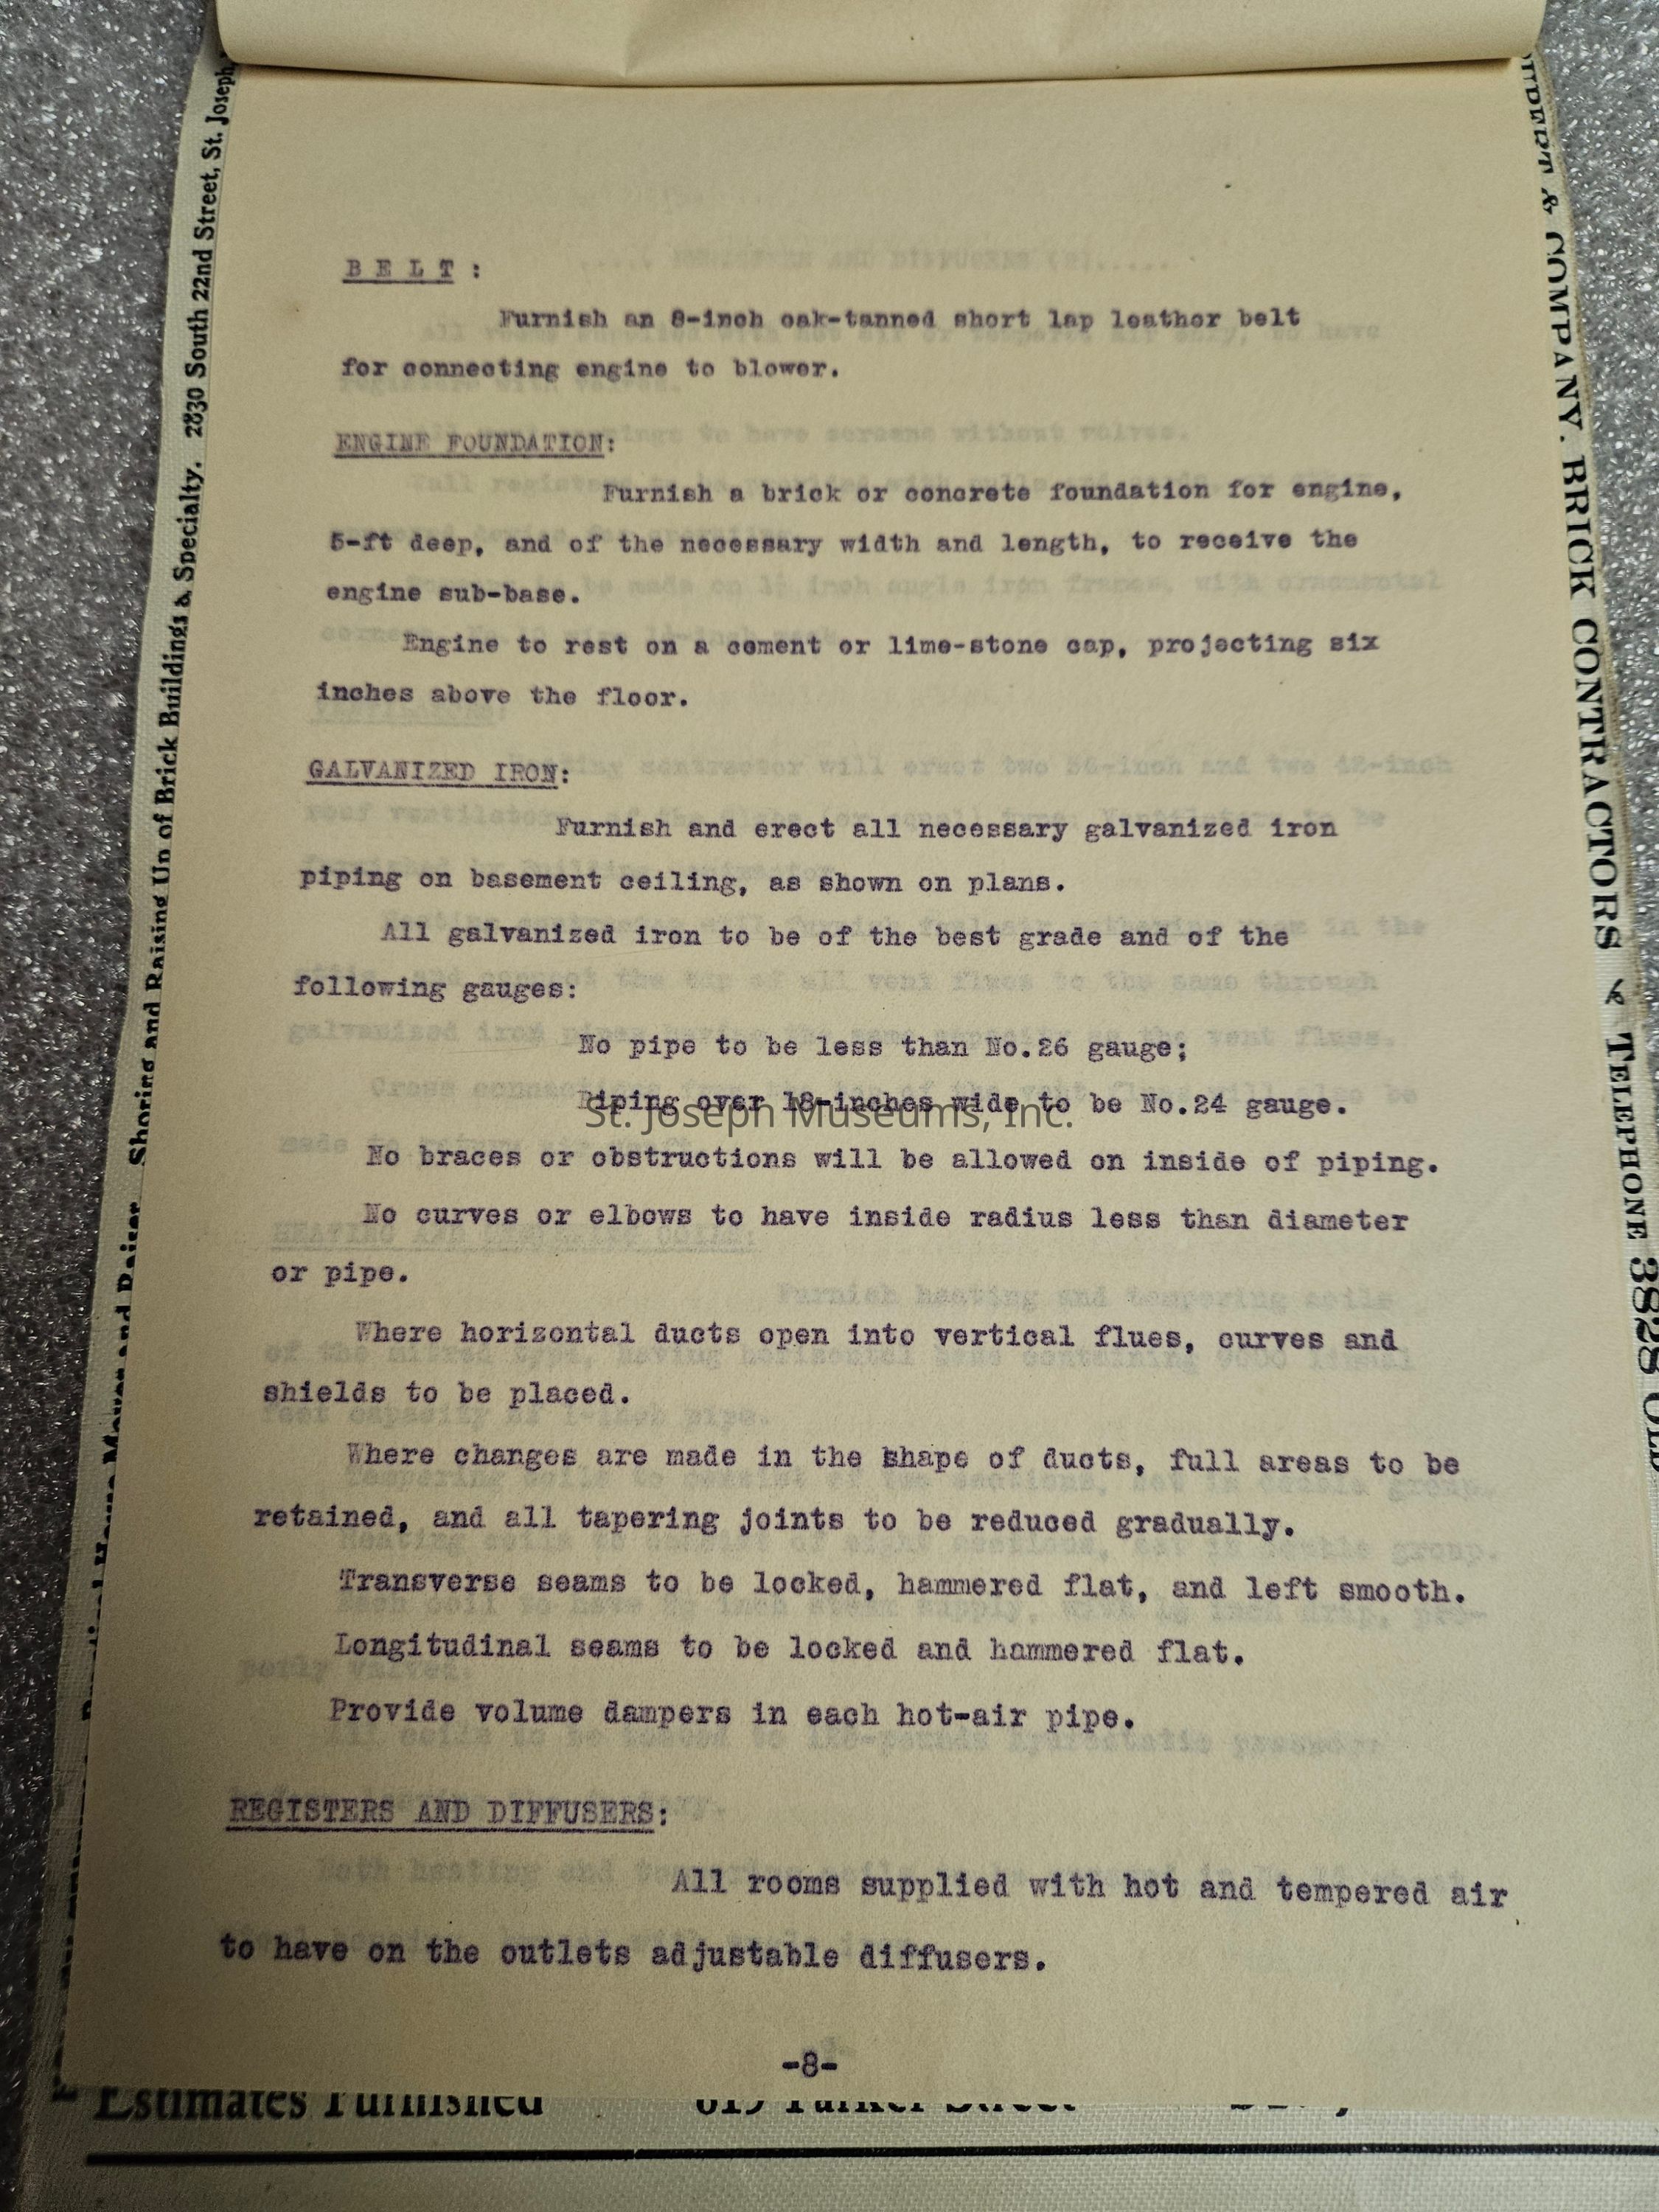 B E L T :
Furnish an 8-inch oak-tanned short lap leather belt
for connecting engine to blower.
ENGINE FOUNDATION:
Furnish a brick or concrete foundation for engine,
5-ft deep, and of the necessary width and length, to receive the
engine sub-base.
Engine to rest on a cement or lime-stone cap, projecting six
inches above the floor.
GALVANIZED IRON:
Furnish and erect all necessary galvanized iron
piping on basement ceiling, as shown on plans.
All galvanized iron to be of the best grade and of the
following gauges:
No pipe to be less than No.26 gauge;
Piping over 18-inches wide to be No.24 gauge.
St. Joseph Museums, Inc.
No braces or obstructions will be allowed on inside of piping.
No curves or elbows to have inside radius less than diameter
or pipe.
Where horizontal ducts open into vertical flues, curves and
shields to be placed.
Where changes are made in the shape of ducts, full areas to be
retained, and all tapering joints to be reduced gradually.
Transverse seams to be locked, hammered flat, and left smooth.
Longitudinal seams to be locked and hammered flat.
Provide volume dampers in each hot-air pipe.
REGISTERS AND DIFFUSERS:
All rooms supplied with hot and tempered air
to have on the outlets adjustable diffusers.
-8-
Estimates Furnished
Shoring and Raising Up of Brick Buildings a Specialty. 2830 South 22nd Street, St. Joseph,
& COMPANY. BRICK CONTRACTORS & TELEPHONE 3828 OLD